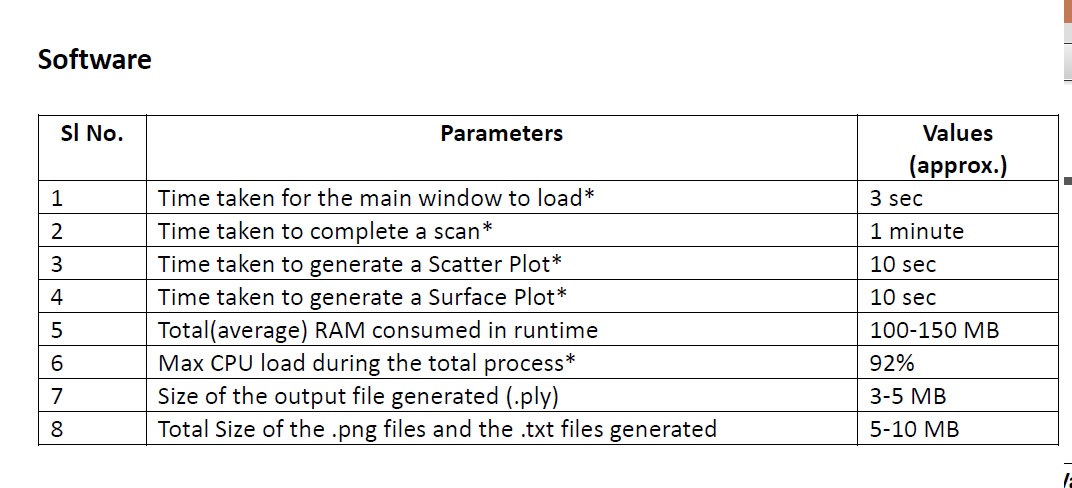 Software
Sl No. Parameters Values
(approx.)
1 Time taken for the main window to load* 3 sec
2 Time taken to complete a scan* 1 minute
3 Time taken to generate a Scatter Plot* 10 sec
4 Time taken to generate a Surface Plot* 10 sec
5 Total(average) RAM consumed in runtime 100-150 MB
6 Max CPU load during the total process* 92%
7 Size of the output file generated (.ply) 3-5 MB
8 Total Size of the .png files and the .txt files generated 5-10 MB